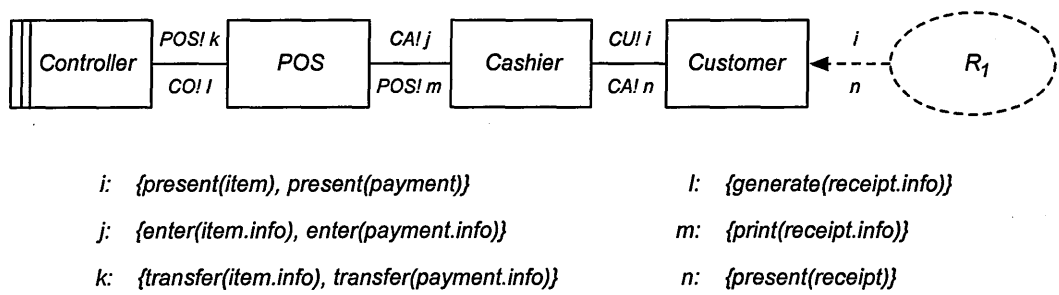 POS! k
CA! j
CU! i
i
Controller
POS
Cashier
Customer
R1
CO! l
POS! m
CA! n
n
i: {present(item), present(payment)}
j: {enter(item.info), enter(payment.info)}
k: {transfer(item.info), transfer(payment.info)}
l: {generate(receipt.info)}
m: {print(receipt.info)}
n: {present(receipt)}